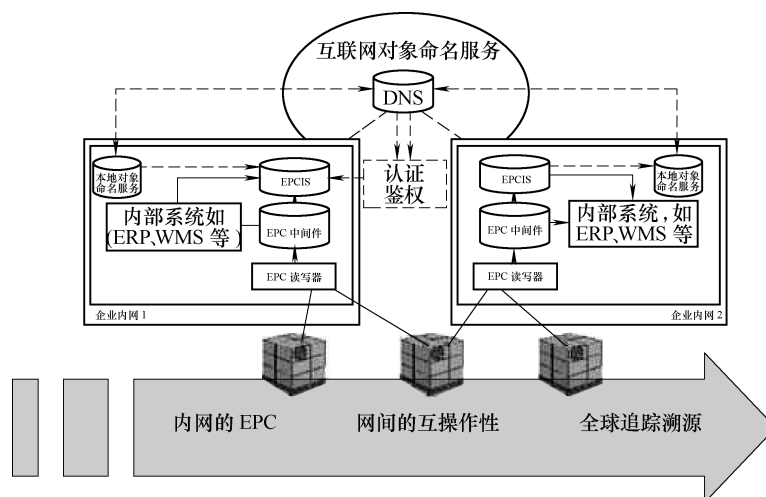 互联网对象命名服务
DNS
本地对象
命名服务
EPCIS
认证
鉴权
EPCIS
本地对象
命名服务
内部系统如
(ERP、WMS 等)
EPC 中间件
EPC 中间件
内部系统,如
ERP、WMS 等
EPC 读写器
EPC 读写器
企业内网 1
企业内网 2
内网的 EPC
网间的互操作性
全球追踪溯源